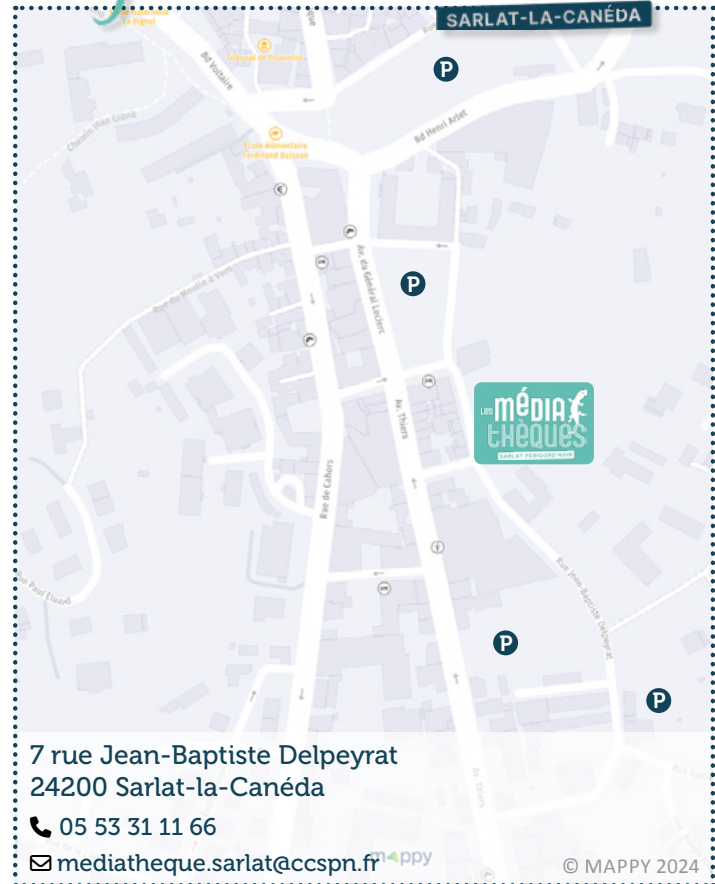 Le Pignol
SARLAT-LA-CANÉDA
P
Tribunal de Proximité
Bd Voltaire
Bd Henri Arlet
Chemin Jean Giono
École élémentaire
Ferdinand Buisson
€
Rue du Moulin à Vent
Av. du Général Leclerc
P
Av. Thiers
LES
MÉDIA
THÈQUES
SARLAT PÉRIGORD NOIR
Rue de Cahors
Rue Jean-Baptiste Delpeyrat
Rue Paul Éluard
P
P
Av. Thiers
7 rue Jean-Baptiste Delpeyrat
24200 Sarlat-la-Canéda
05 53 31 11 66
mediatheque.sarlat@ccspn.fr
mappy
© MAPPY 2024